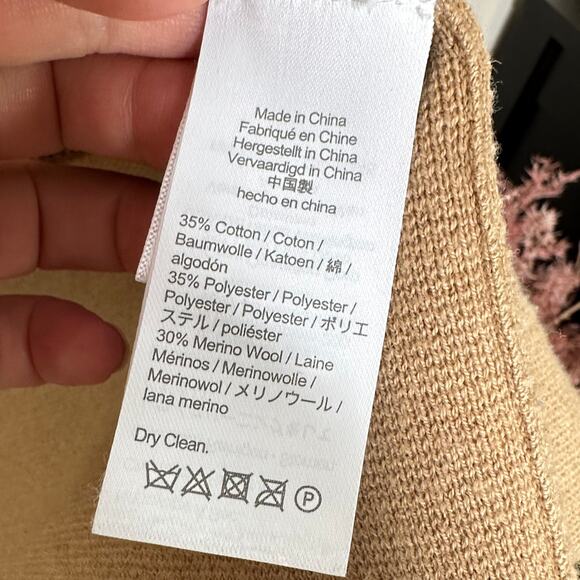 Made in China
Fabriqué en Chine
Hergestellt in China
Vervaardigd in China
中国製
hecho en china
35% Cotton / Coton /
Baumwolle / Katoen / 綿 /
algodón
35% Polyester / Polyester /
Polyester / Polyester / ポリエ
ステル / poliéster
30% Merino Wool / Laine
Mérinos / Merinowolle /
Merinowol / メリノウール /
lana merino
Dry Clean.
P